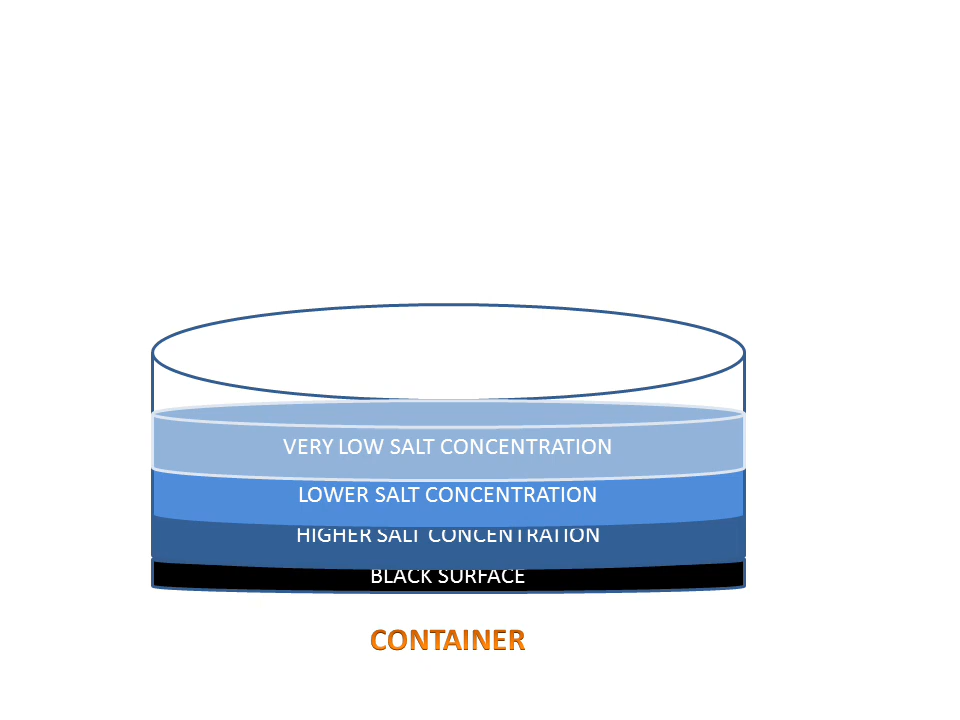 VERY LOW SALT CONCENTRATION
LOWER SALT CONCENTRATION
HIGHER SALT CONCENTRATION
BLACK SURFACE
CONTAINER